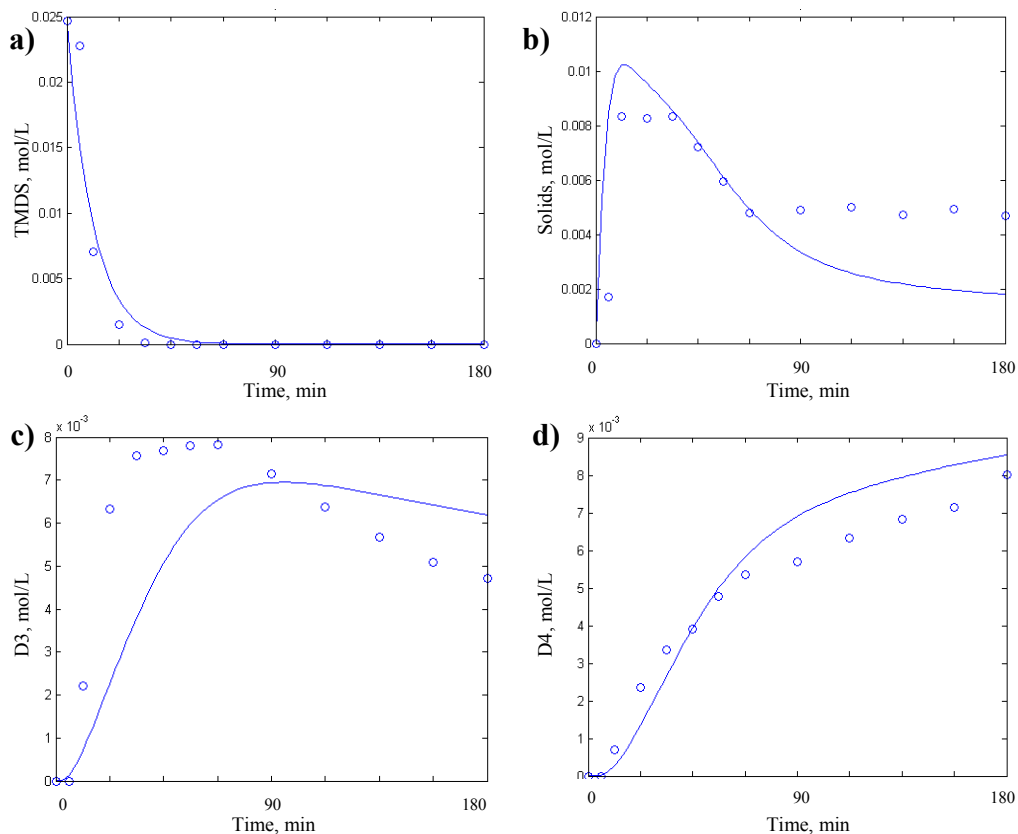 a)
0.025
0.02
0.015
0.01
0.005
0
TMDS, mol/L
0 90 180
Time, min
b)
0.012
0.01
0.008
0.006
0.004
0.002
0
Solids, mol/L
0 90 180
Time, min
c)
x 10⁻³
8
7
6
5
4
3
2
1
0
D3, mol/L
0 90 180
Time, min
d)
x 10⁻³
9
8
7
6
5
4
3
2
1
0
D4, mol/L
0 90 180
Time, min